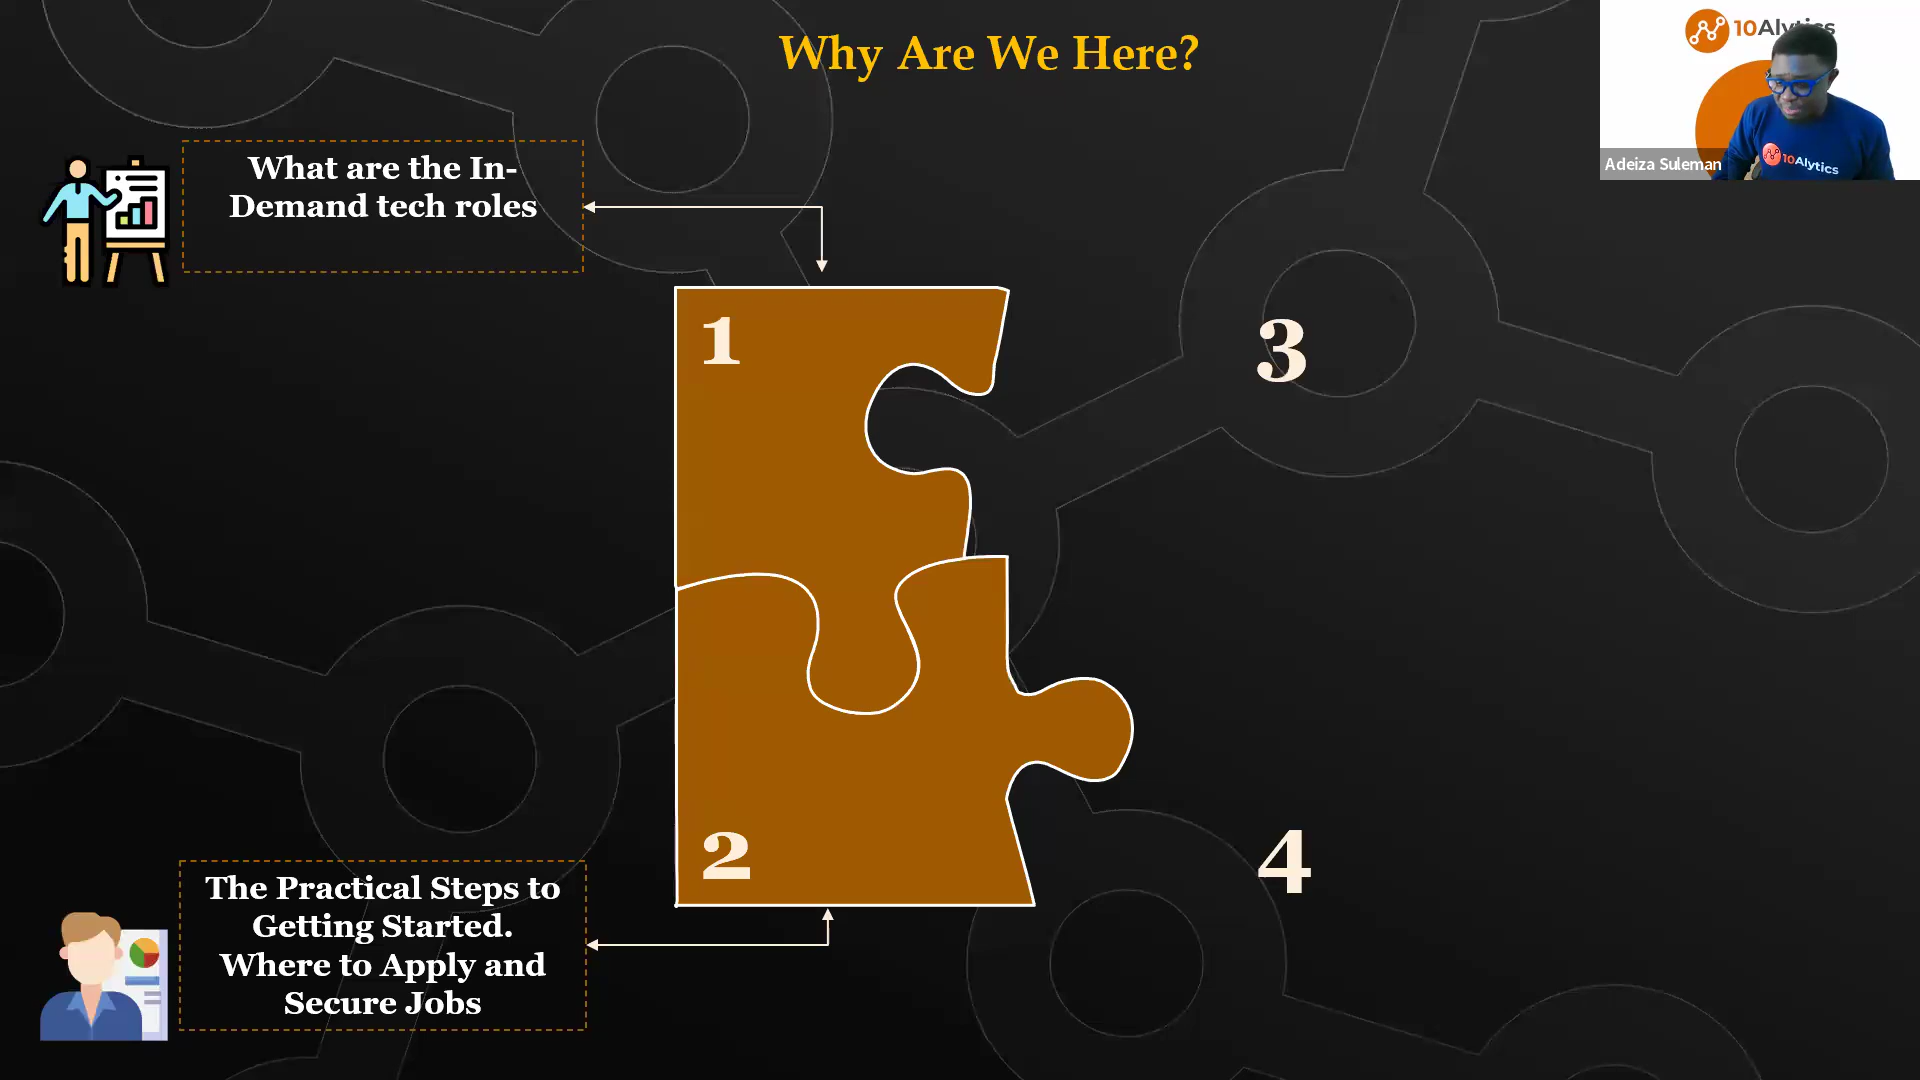 Why Are We Here?
10Alytics
Adeiza Suleman
10Alytics
What are the In-
Demand tech roles
1
3
2
4
The Practical Steps to
Getting Started.
Where to Apply and
Secure Jobs